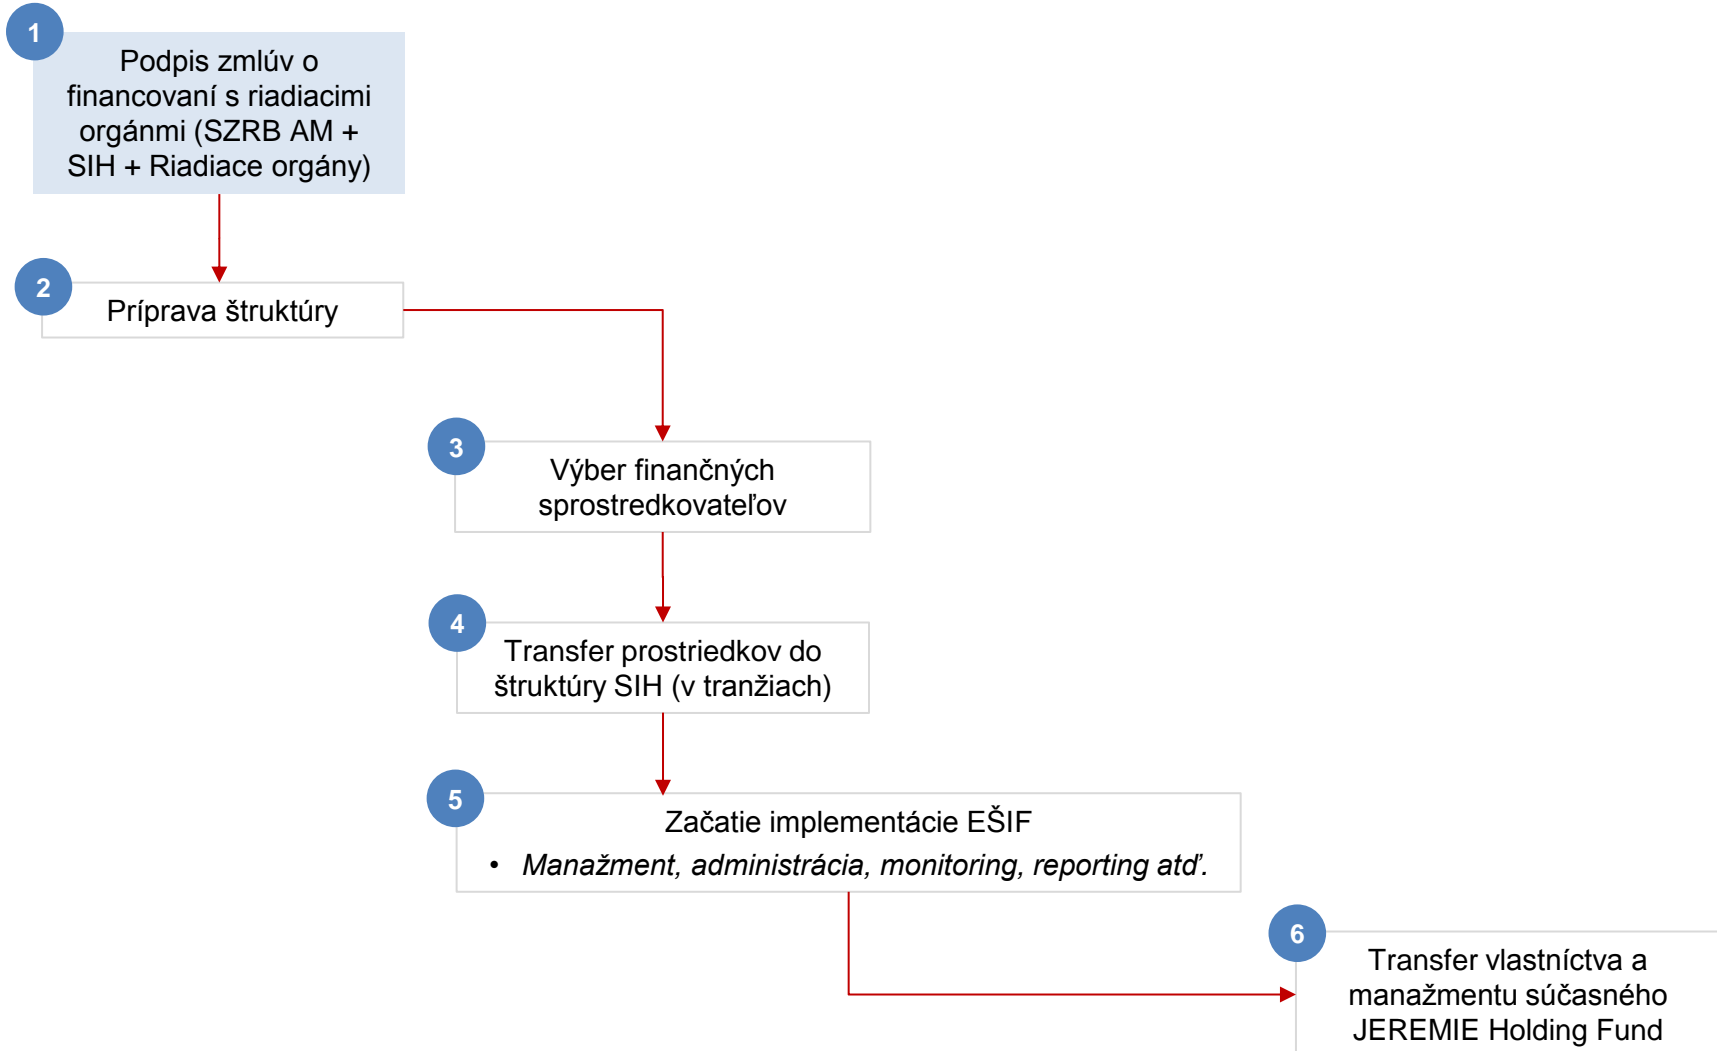 1
Podpis zmlúv o
financovaní s riadiacimi
orgánmi (SZRB AM +
SIH + Riadiace orgány)
2
Príprava štruktúry
3
Výber finančných
sprostredkovateľov
4
Transfer prostriedkov do
štruktúry SIH (v tranžiach)
5
Začatie implementácie EŠIF
• Manažment, administrácia, monitoring, reporting atď.
6
Transfer vlastníctva a
manažmentu súčasného
JEREMIE Holding Fund